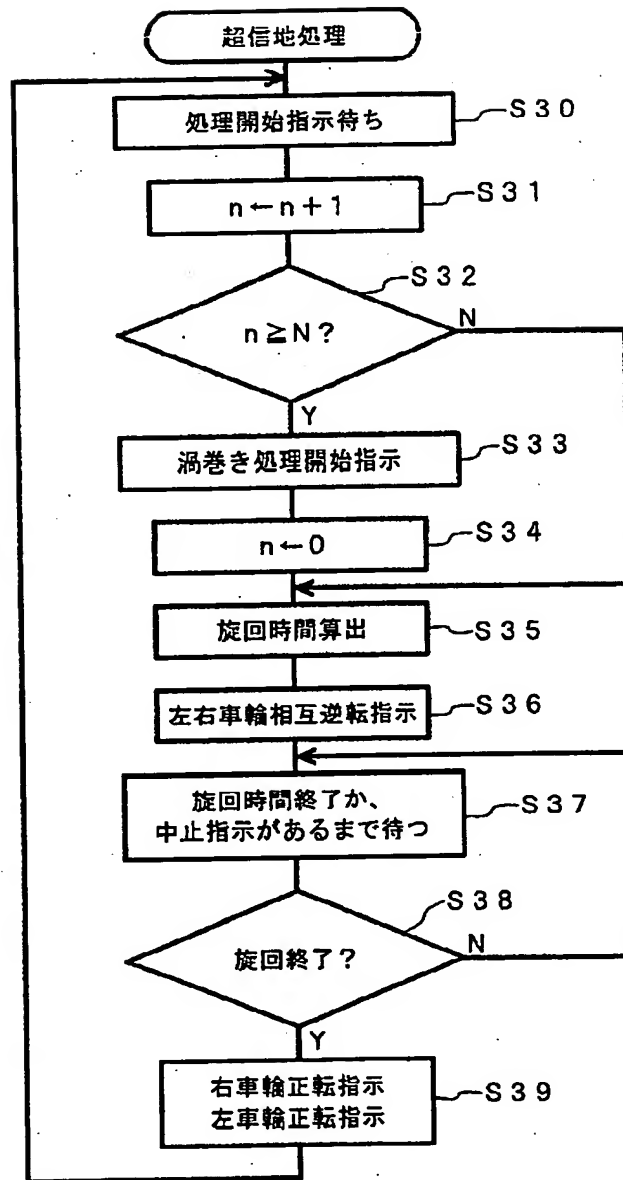 超信地処理
処理開始指示待ち
S30
n←n+1
S31
n≧N?
S32
N
Y
渦巻き処理開始指示
S33
n←0
S34
旋回時間算出
S35
左右車輪相互逆転指示
S36
旋回時間終了か、
中止指示があるまで待つ
S37
旋回終了?
S38
N
Y
右車輪正転指示
左車輪正転指示
S39